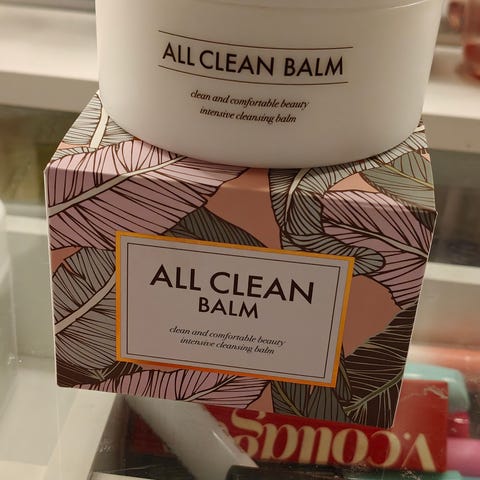 ALL CLEAN BALM
clean and comfortable beauty
intensive cleansing balm
ALL CLEAN
BALM
clean and comfortable beauty
intensive cleansing balm